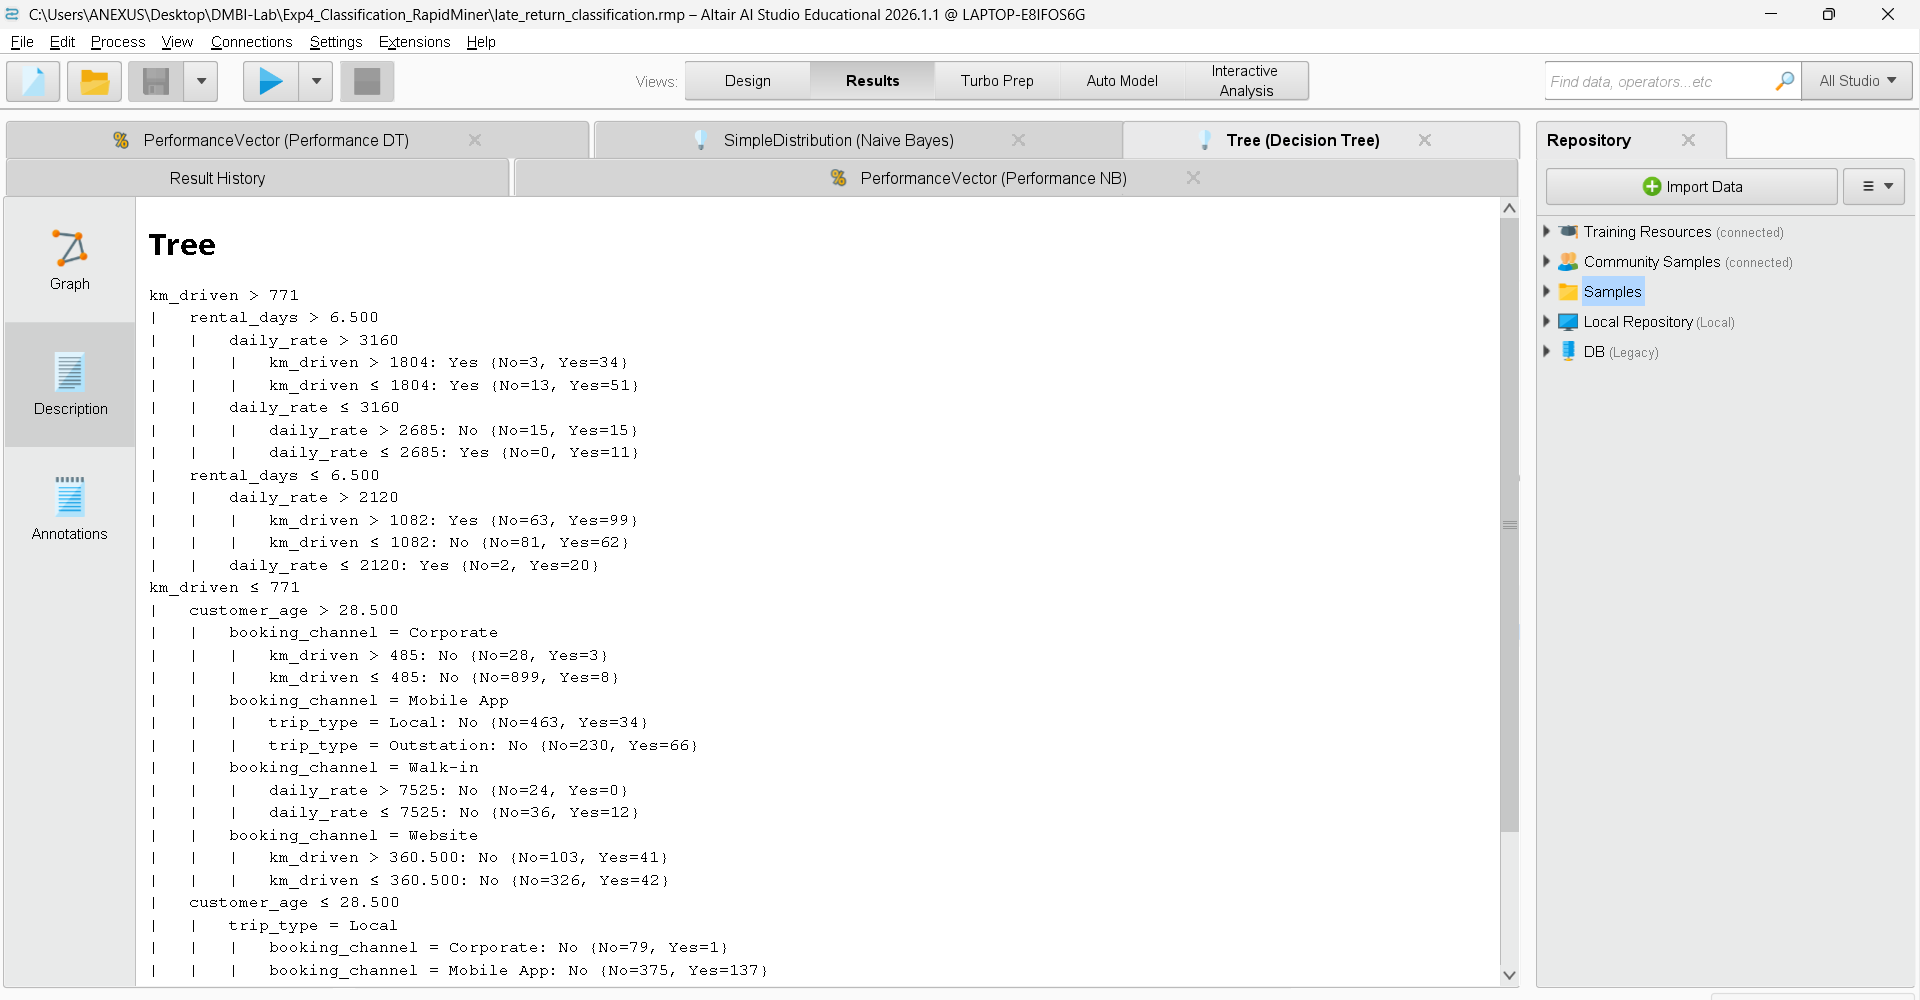 C:\Users\ANEXUS\Desktop\DMBI-Lab\Exp4_Classification_RapidMiner\late_return_classification.rmp – Altair AI Studio Educational 2026.1.1 @ LAPTOP-E8IFOS6G
File Edit Process View Connections Settings Extensions Help
Views: Design Results Turbo Prep Auto Model Interactive Analysis
Find data, operators...etc All Studio
PerformanceVector (Performance DT) SimpleDistribution (Naive Bayes) Tree (Decision Tree)
Result History PerformanceVector (Performance NB)
Graph
Description
Annotations
Tree
km_driven > 771
| rental_days > 6.500
| | daily_rate > 3160
| | | km_driven > 1804: Yes {No=3, Yes=34}
| | | km_driven ≤ 1804: Yes {No=13, Yes=51}
| | daily_rate ≤ 3160
| | | daily_rate > 2685: No {No=15, Yes=15}
| | | daily_rate ≤ 2685: Yes {No=0, Yes=11}
| rental_days ≤ 6.500
| | daily_rate > 2120
| | | km_driven > 1082: Yes {No=63, Yes=99}
| | | km_driven ≤ 1082: No {No=81, Yes=62}
| | daily_rate ≤ 2120: Yes {No=2, Yes=20}
km_driven ≤ 771
| customer_age > 28.500
| | booking_channel = Corporate
| | | km_driven > 485: No {No=28, Yes=3}
| | | km_driven ≤ 485: No {No=899, Yes=8}
| | booking_channel = Mobile App
| | | trip_type = Local: No {No=463, Yes=34}
| | | trip_type = Outstation: No {No=230, Yes=66}
| | booking_channel = Walk-in
| | | daily_rate > 7525: No {No=24, Yes=0}
| | | daily_rate ≤ 7525: No {No=36, Yes=12}
| | booking_channel = Website
| | | km_driven > 360.500: No {No=103, Yes=41}
| | | km_driven ≤ 360.500: No {No=326, Yes=42}
| customer_age ≤ 28.500
| | trip_type = Local
| | | booking_channel = Corporate: No {No=79, Yes=1}
| | | booking_channel = Mobile App: No {No=375, Yes=137}
Repository
Import Data
Training Resources (connected)
Community Samples (connected)
Samples
Local Repository (Local)
DB (Legacy)